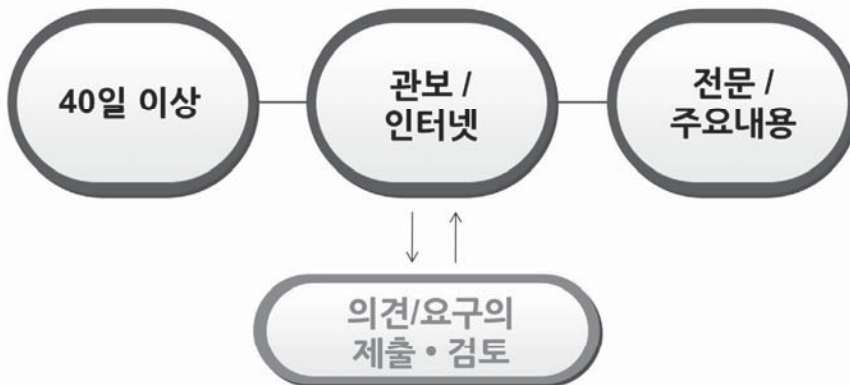 40일 이상
관보 /
인터넷
전문 /
주요내용
의견/요구의
제출 • 검토